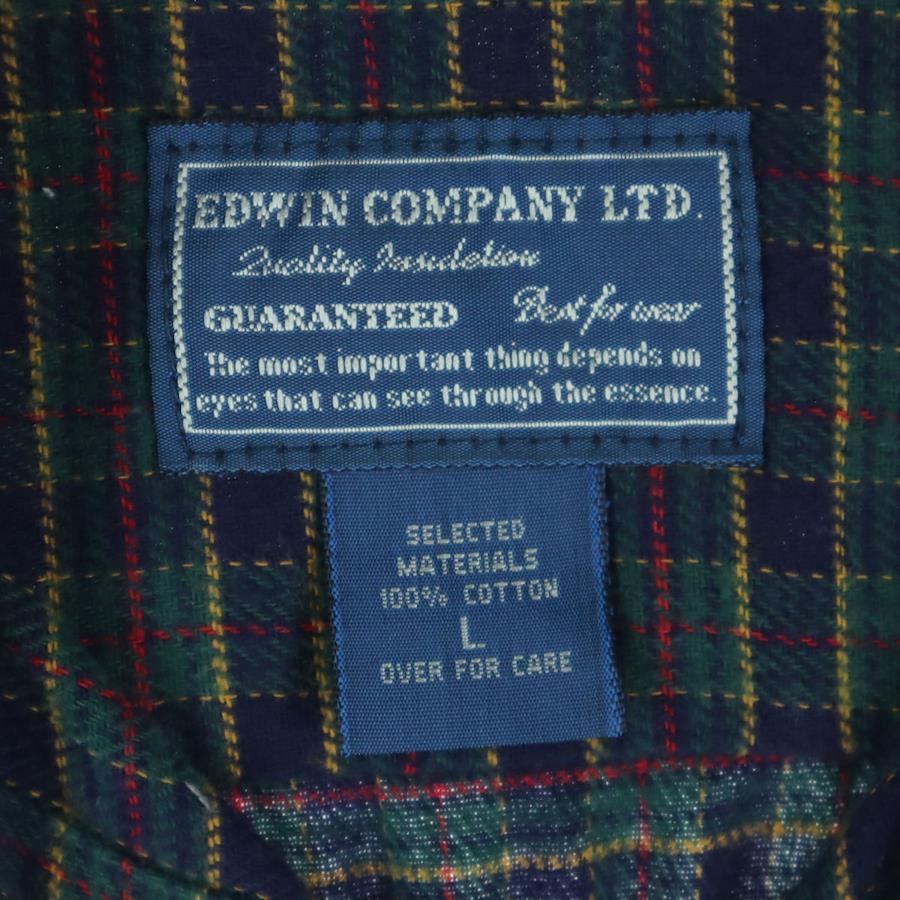 EDWIN COMPANY LTD.
Quality
GUARANTEED Best for wear
The most important thing depends on
eyes that can see through the essence.
SELECTED
MATERIALS
100% COTTON
L
OVER FOR CARE